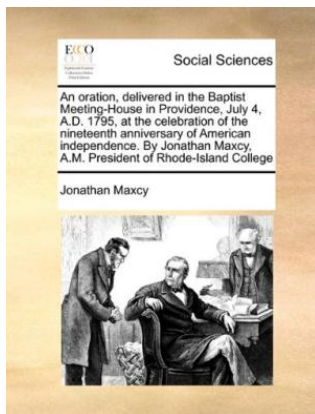 ECCO
Social Sciences
An oration, delivered in the Baptist
Meeting-House in Providence, July 4,
A.D. 1795, at the celebration of the
nineteenth anniversary of American
independence. By Jonathan Maxcy,
A.M. President of Rhode-Island College
Jonathan Maxcy